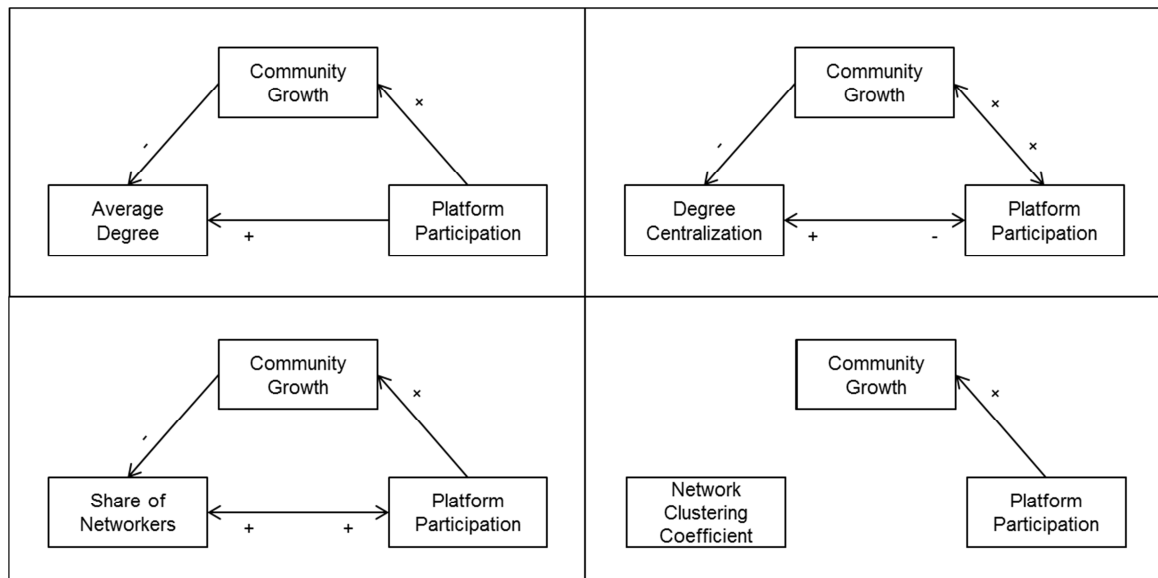 Community
Growth
×
-
Average
Degree
Platform
Participation
+
Community
Growth
×
×
-
Degree
Centralization
Platform
Participation
+ -
Community
Growth
×
-
Share of
Networkers
Platform
Participation
+ +
Community
Growth
×
Network
Clustering
Coefficient
Platform
Participation